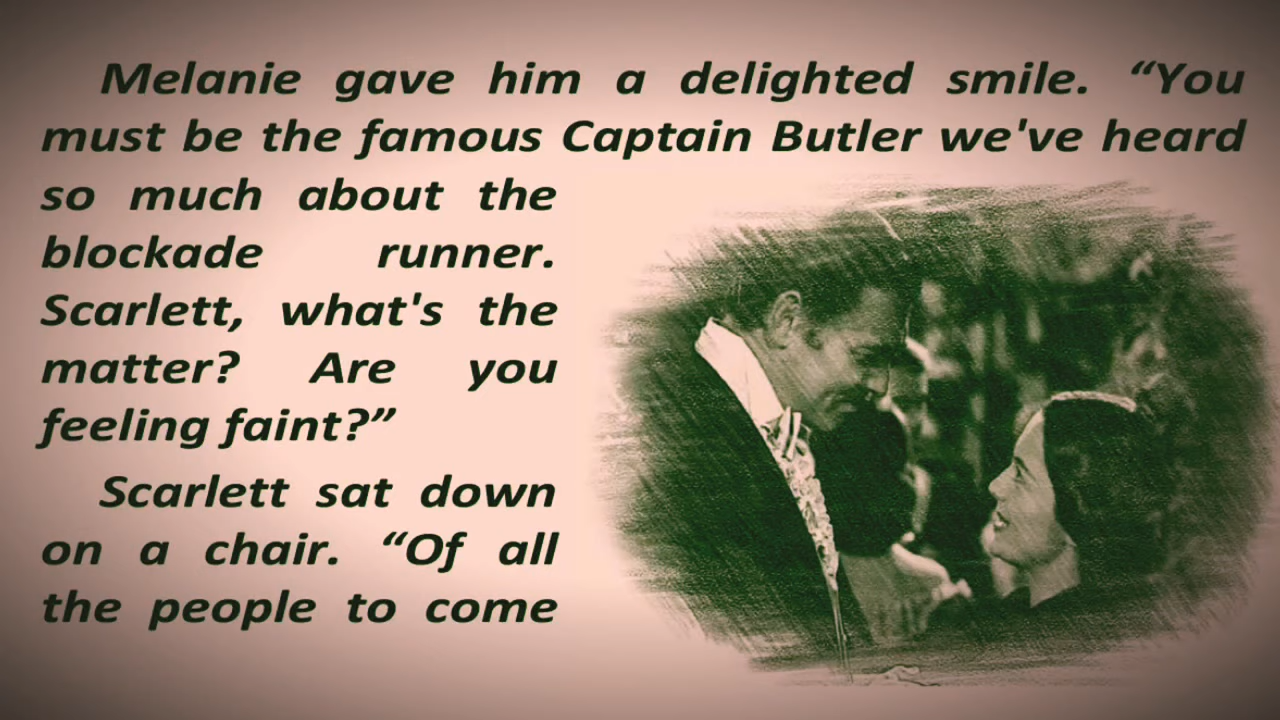 Melanie gave him a delighted smile. “You
must be the famous Captain Butler we've heard
so much about the
blockade runner.
Scarlett, what's the
matter? Are you
feeling faint?”
Scarlett sat down
on a chair. “Of all
the people to come